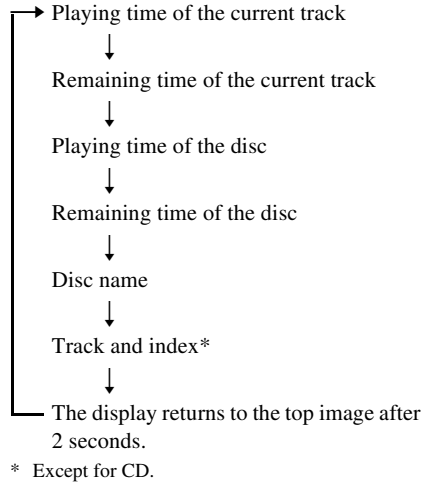 Playing time of the current track
Remaining time of the current track
Playing time of the disc
Remaining time of the disc
Disc name
Track and index*
The display returns to the top image after
2 seconds.
* Except for CD.